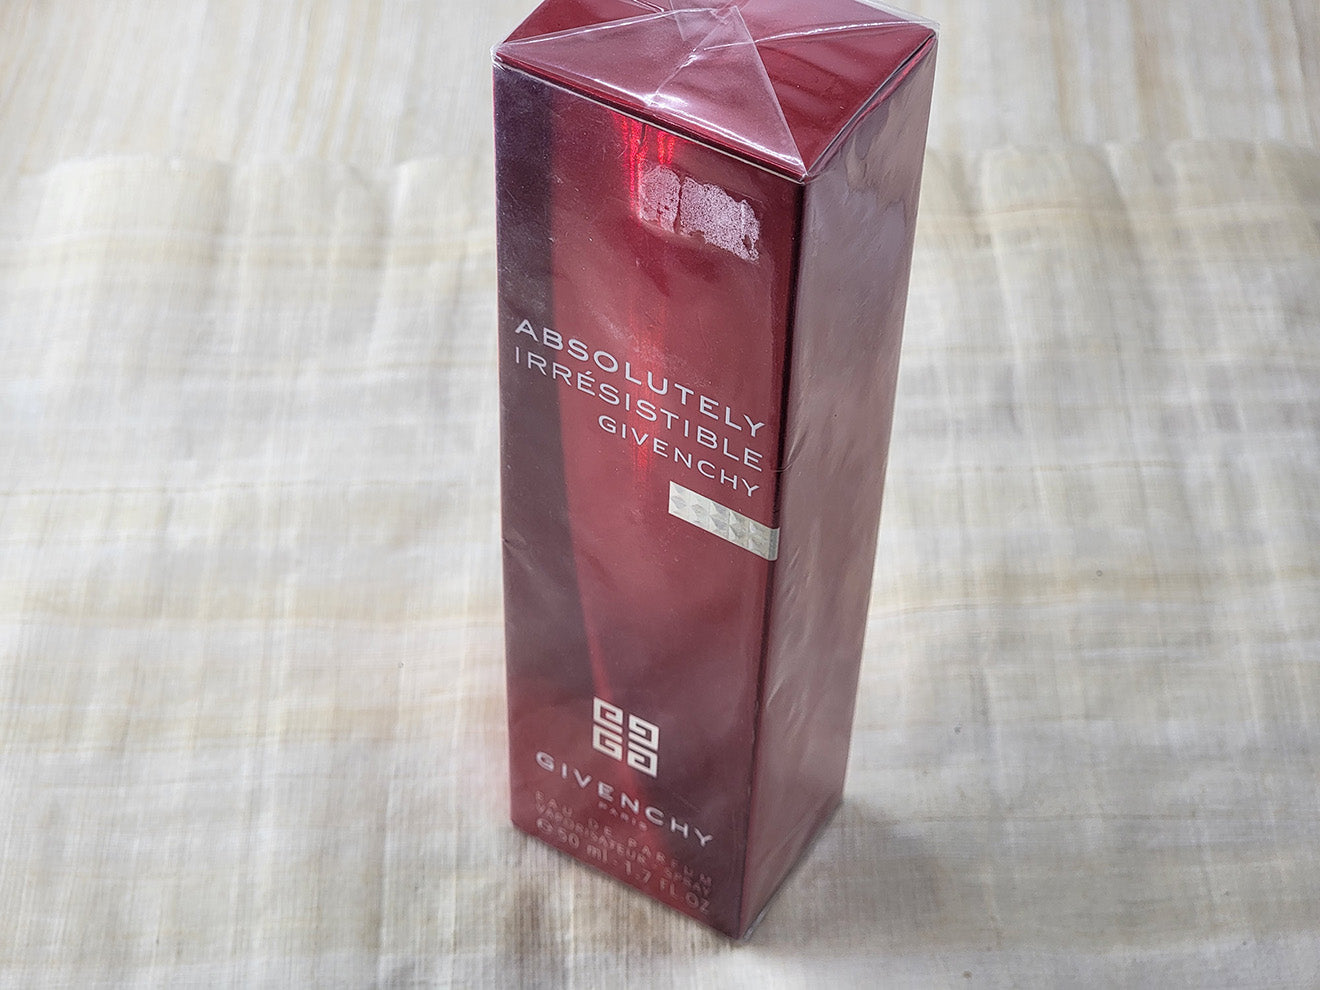 ABSOLUTELY
IRRÉSISTIBLE
GIVENCHY
GIVENCHY
PARIS
EAU DE PARFUM
VAPORISATEUR - SPRAY
℮ 50 ml - 1.7 FL OZ